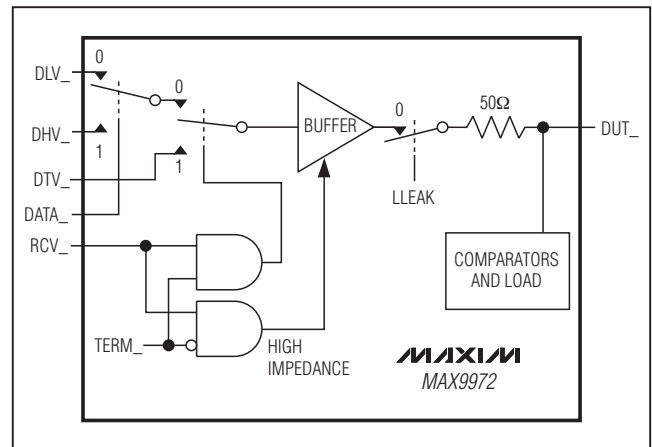 DLV_
0
0
DHV_
1
DTV_
1
DATA_
RCV_
TERM_
BUFFER
0
LLEAK
50Ω
DUT_
COMPARATORS
AND LOAD
HIGH
IMPEDANCE
MAXIM
MAX9972